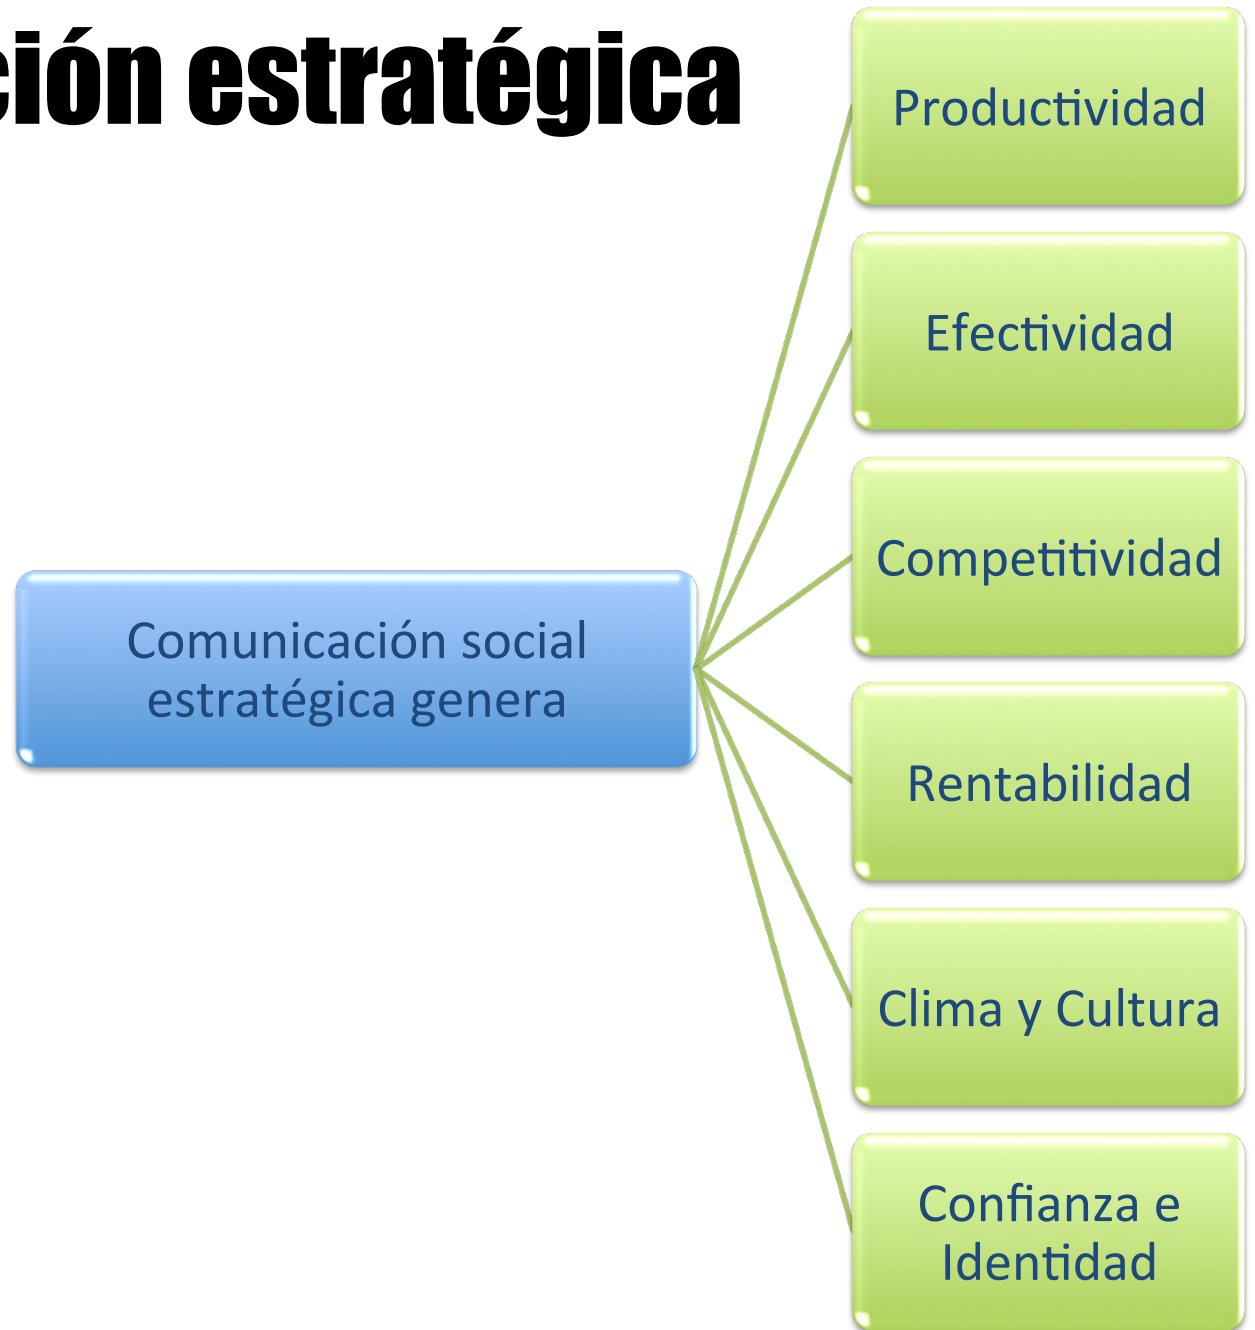 ción estratégica
Productividad
Efectividad
Competitividad
Comunicación social
estratégica genera
Rentabilidad
Clima y Cultura
Confianza e
Identidad